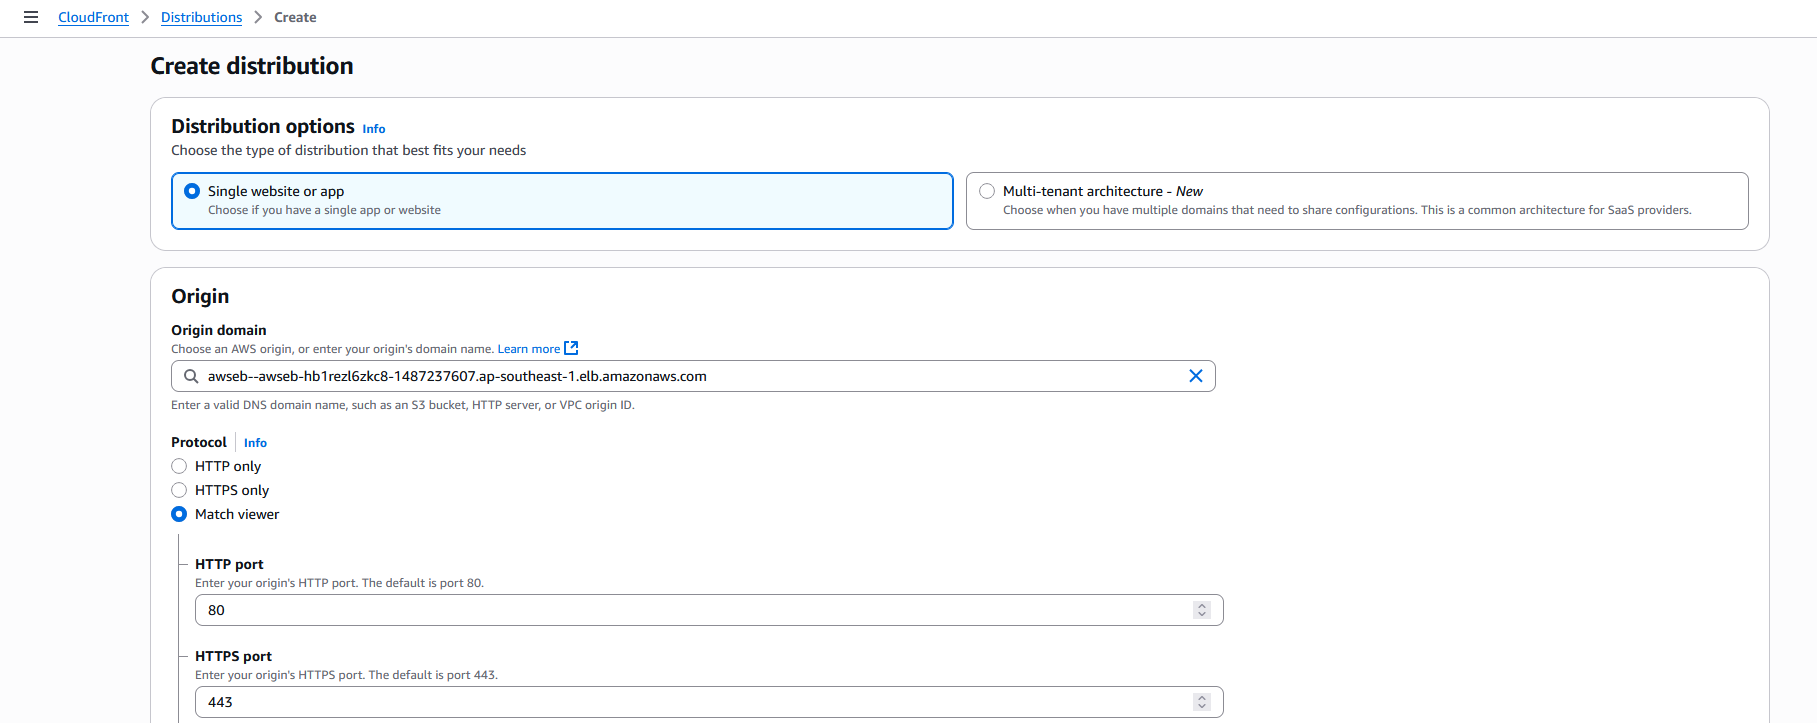 CloudFront > Distributions > Create
Create distribution
Distribution options Info
Choose the type of distribution that best fits your needs
Single website or app
Choose if you have a single app or website
Multi-tenant architecture - New
Choose when you have multiple domains that need to share configurations. This is a common architecture for SaaS providers.
Origin
Origin domain
Choose an AWS origin, or enter your origin's domain name. Learn more
awseb--awseb-hb1rezl6zkc8-1487237607.ap-southeast-1.elb.amazonaws.com
Enter a valid DNS domain name, such as an S3 bucket, HTTP server, or VPC origin ID.
Protocol Info
HTTP only
HTTPS only
Match viewer
HTTP port
Enter your origin's HTTP port. The default is port 80.
80
HTTPS port
Enter your origin's HTTPS port. The default is port 443.
443